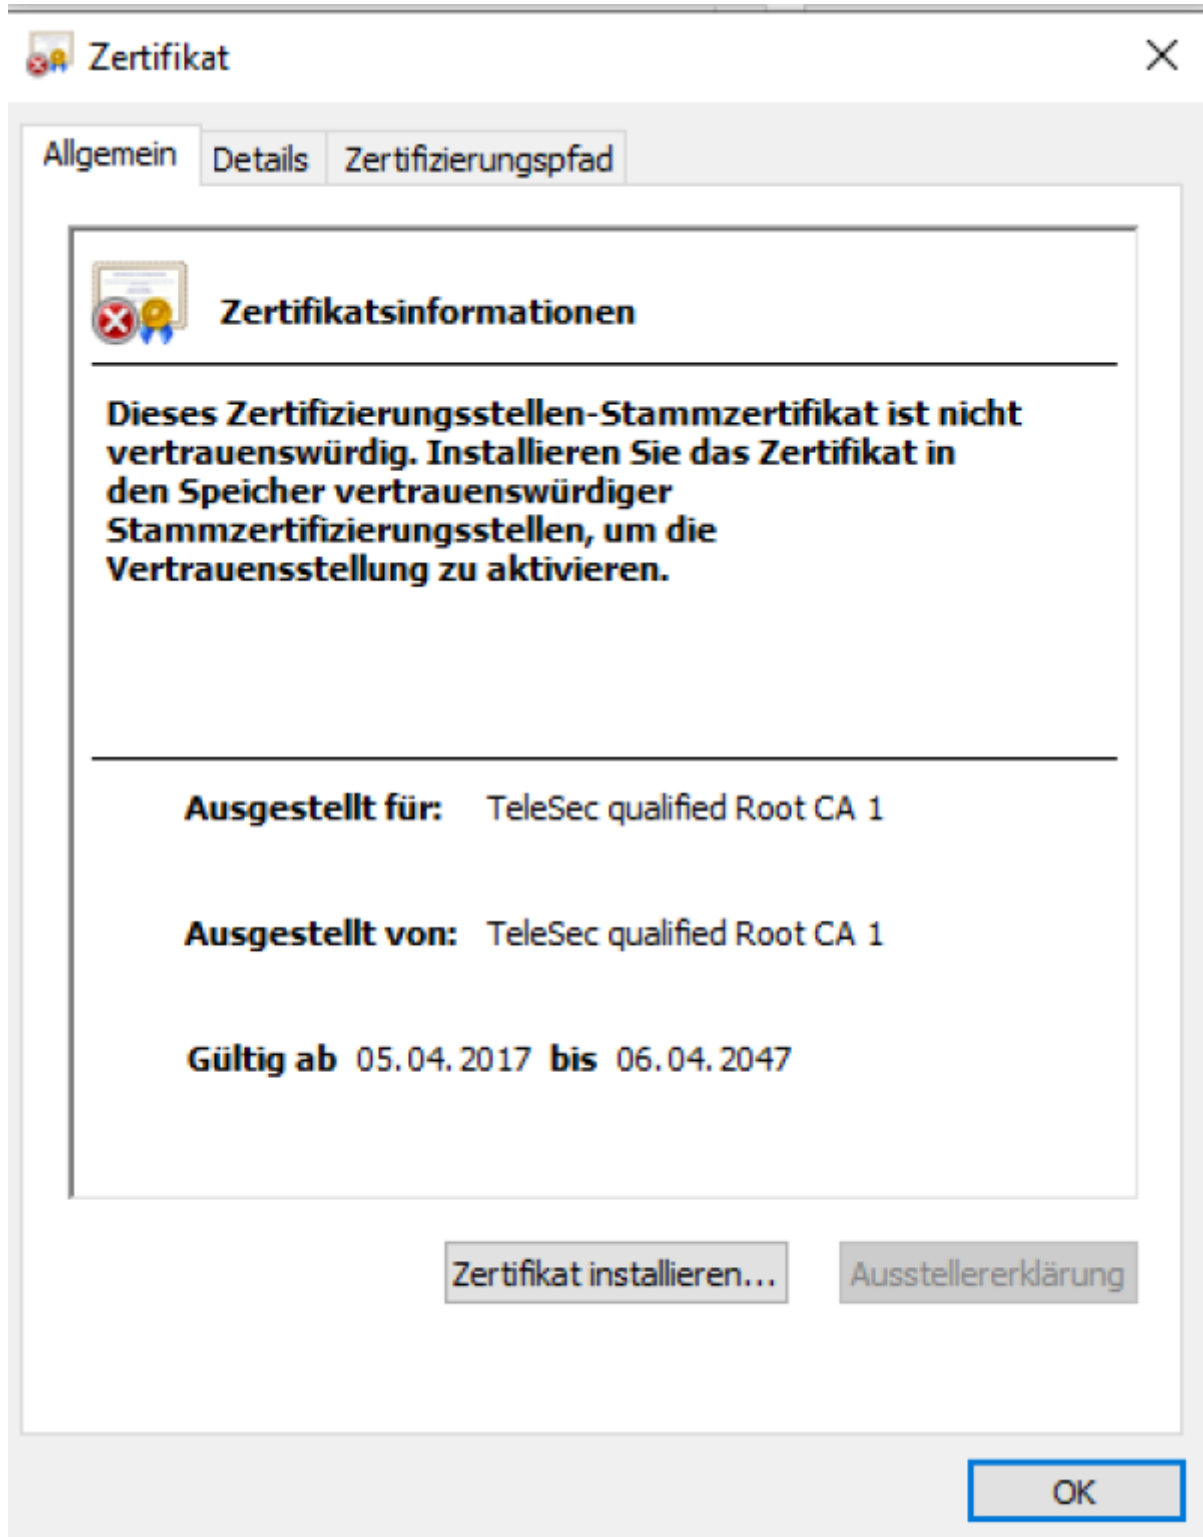 Zertifikat
Allgemein Details Zertifizierungspfad
Zertifikatsinformationen
Dieses Zertifizierungsstellen-Stammzertifikat ist nicht
vertrauenswürdig. Installieren Sie das Zertifikat in
den Speicher vertrauenswürdiger
Stammzertifizierungsstellen, um die
Vertrauensstellung zu aktivieren.
Ausgestellt für: TeleSec qualified Root CA 1
Ausgestellt von: TeleSec qualified Root CA 1
Gültig ab 05.04.2017 bis 06.04.2047
Zertifikat installieren... Ausstellererklärung
OK